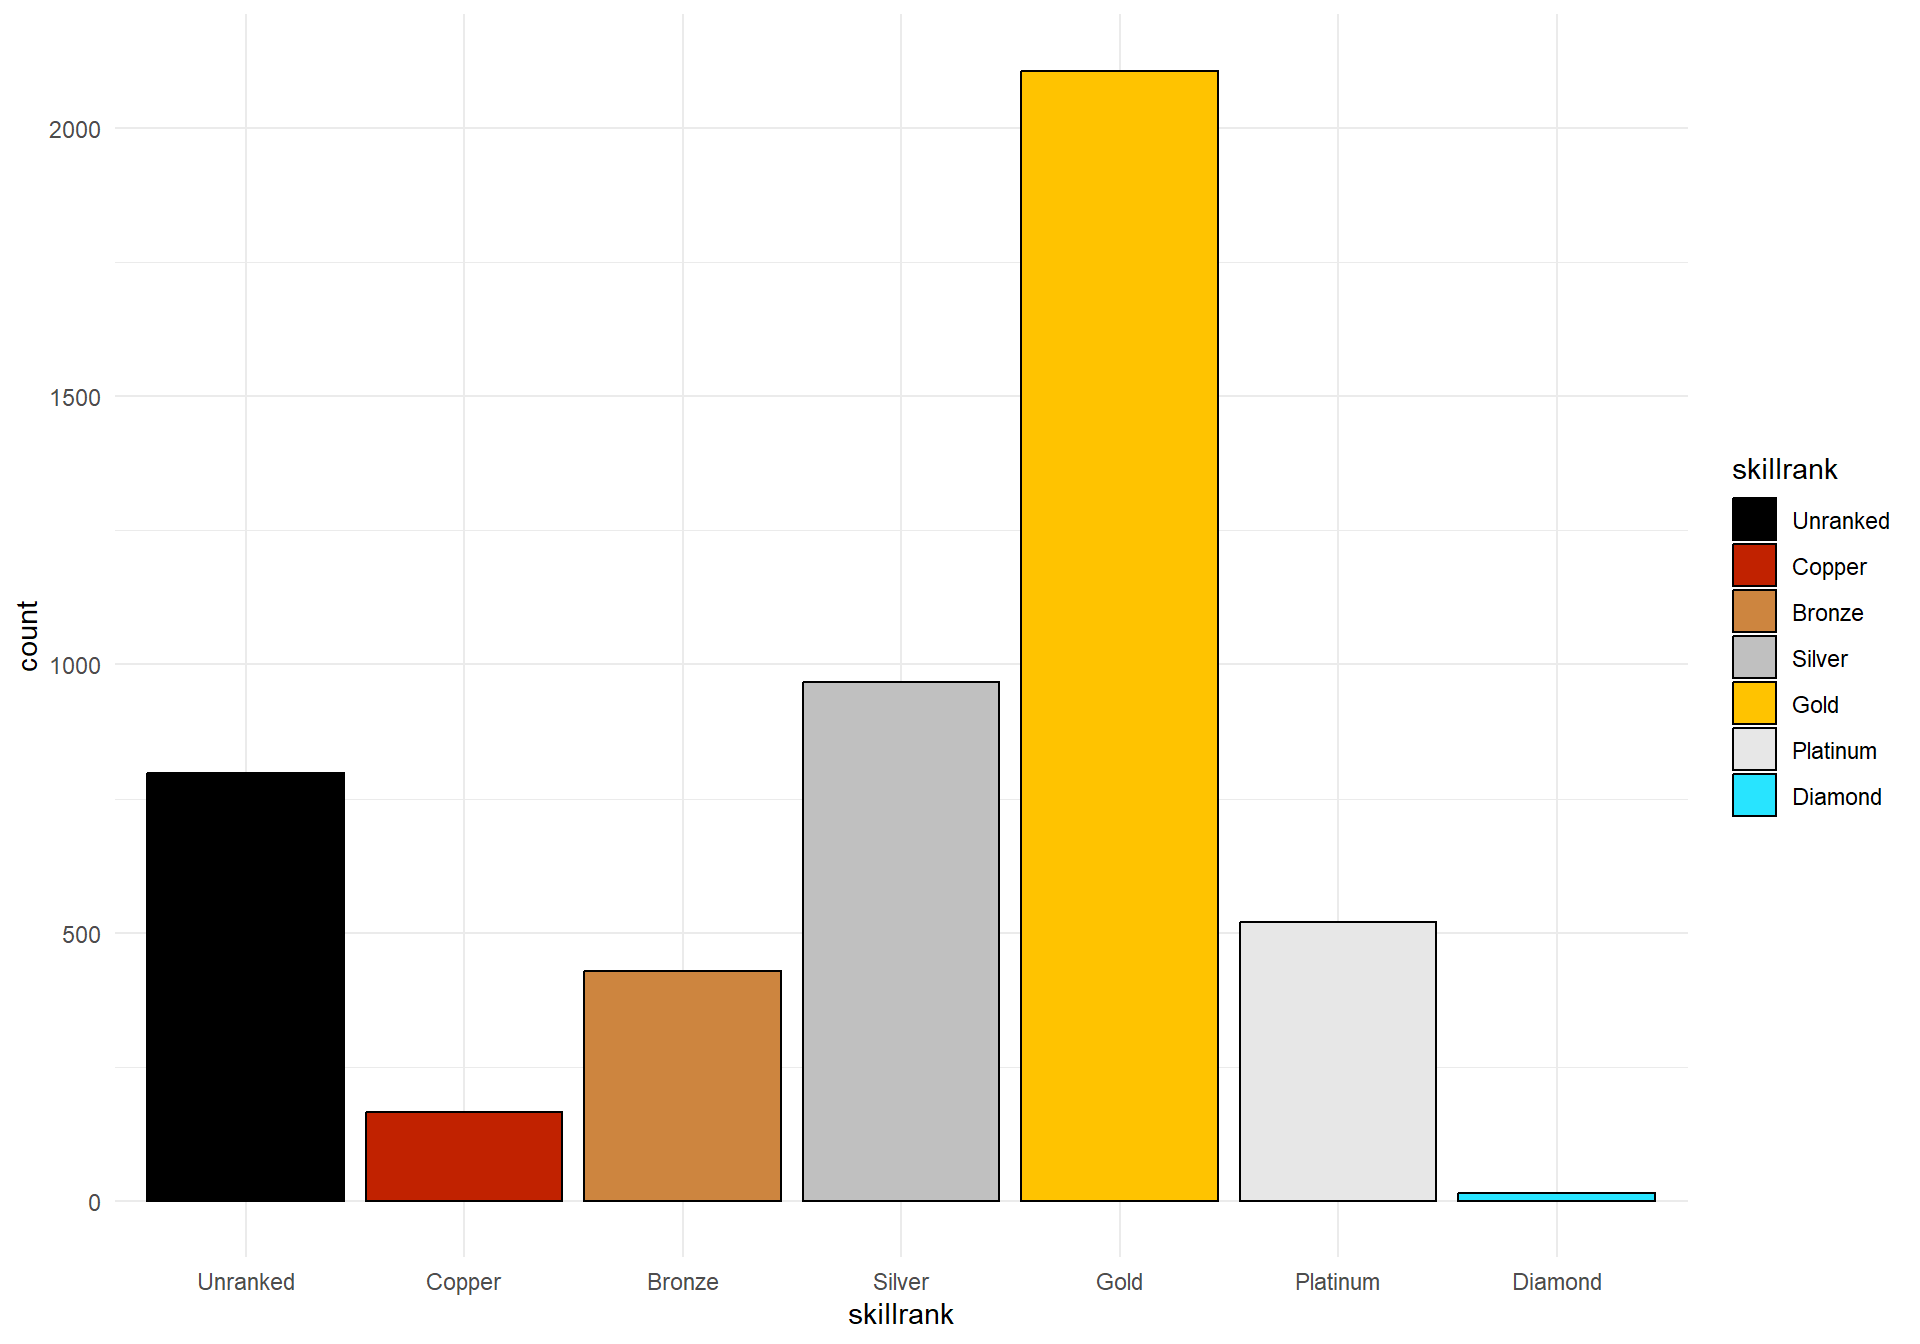 2000
1500
1000
500
0
count
Unranked Copper Bronze Silver Gold Platinum Diamond
skillrank
skillrank
Unranked
Copper
Bronze
Silver
Gold
Platinum
Diamond